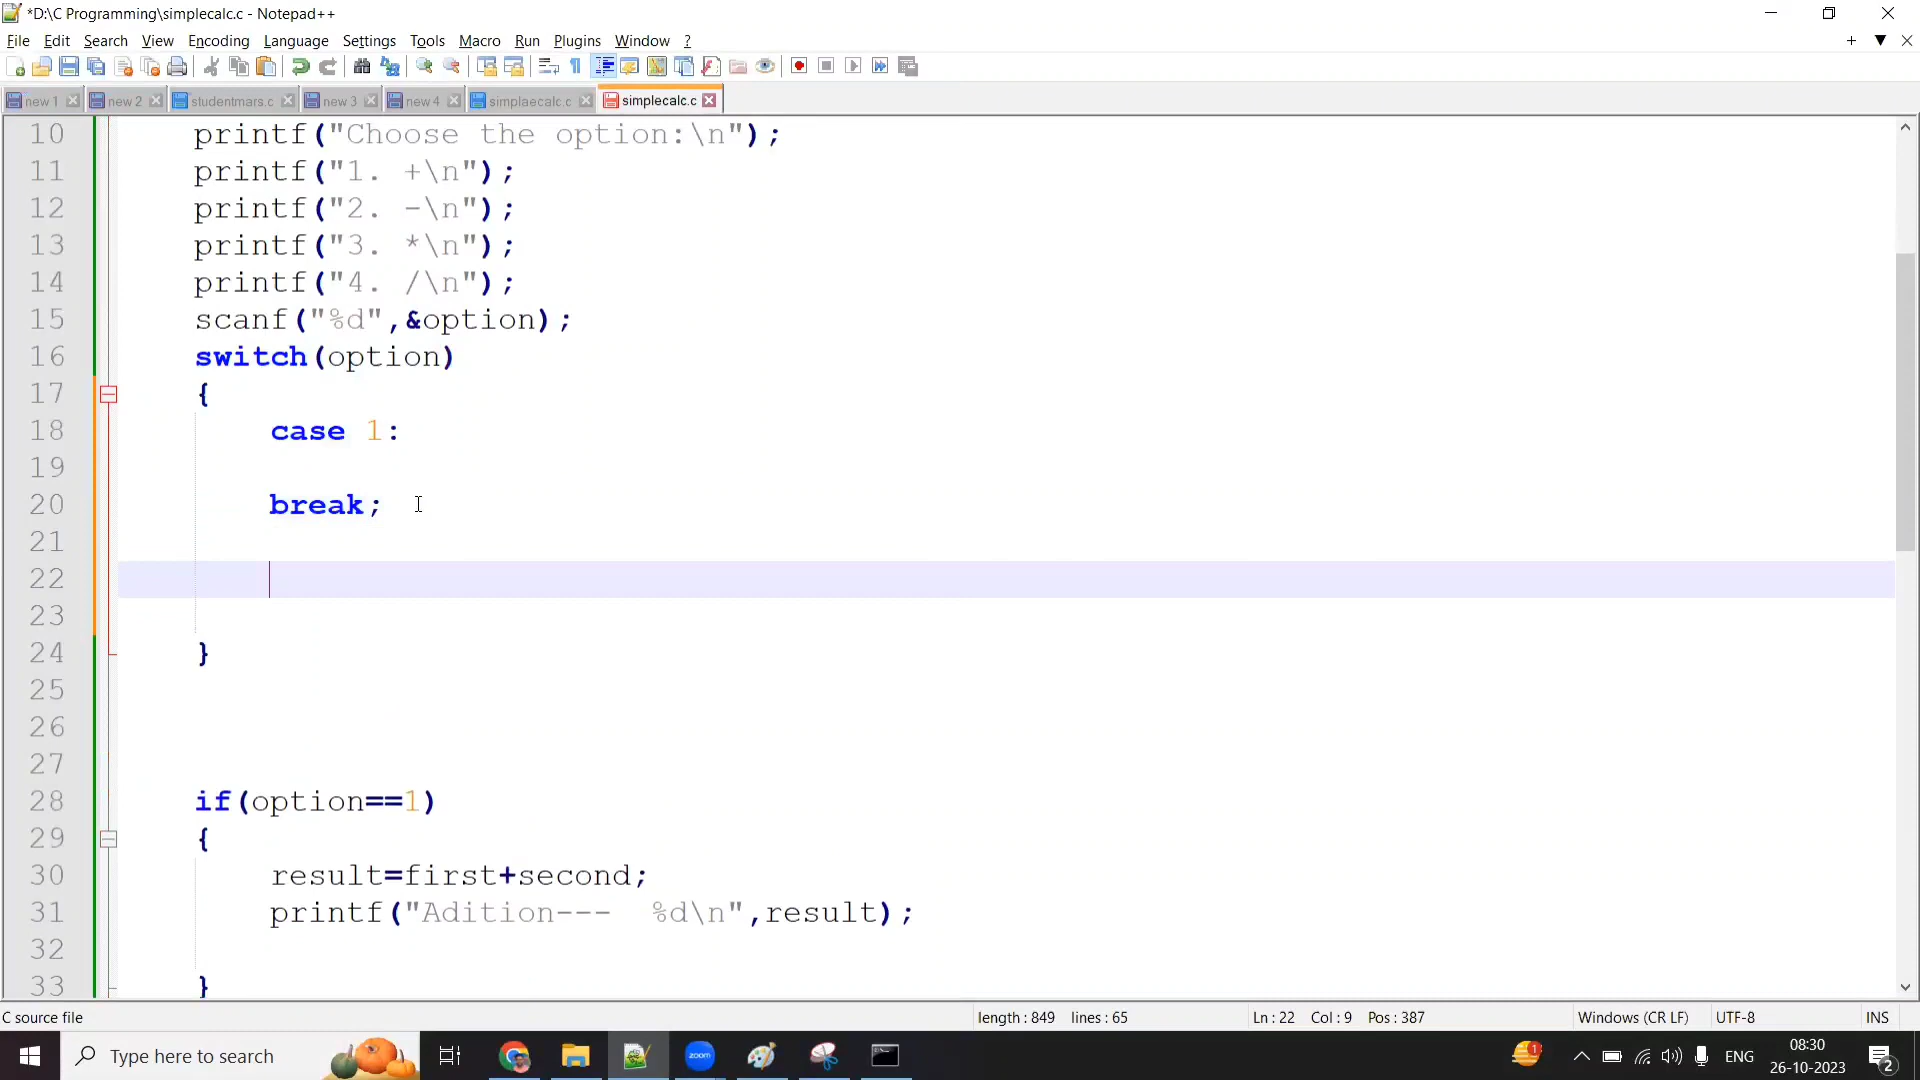 *D:\C Programming\simplecalc.c - Notepad++
File Edit Search View Encoding Language Settings Tools Macro Run Plugins Window ?
new 1 new 2 studentmars.c new 3 new 4 simplaecalc.c simplecalc.c
10 printf("Choose the option:\n");
11 printf("1. +\n");
12 printf("2. -\n");
13 printf("3. *\n");
14 printf("4. /\n");
15 scanf("%d",&option);
16 switch(option)
17 {
18 case 1:
19
20 break;
21
22
23
24 }
25
26
27
28 if(option==1)
29 {
30 result=first+second;
31 printf("Adition---  %d\n",result);
32
33 }
C source file length : 849 lines : 65 Ln : 22 Col : 9 Pos : 387 Windows (CR LF) UTF-8 INS
Type here to search zoom 1 ENG 08:30 2
26-10-2023